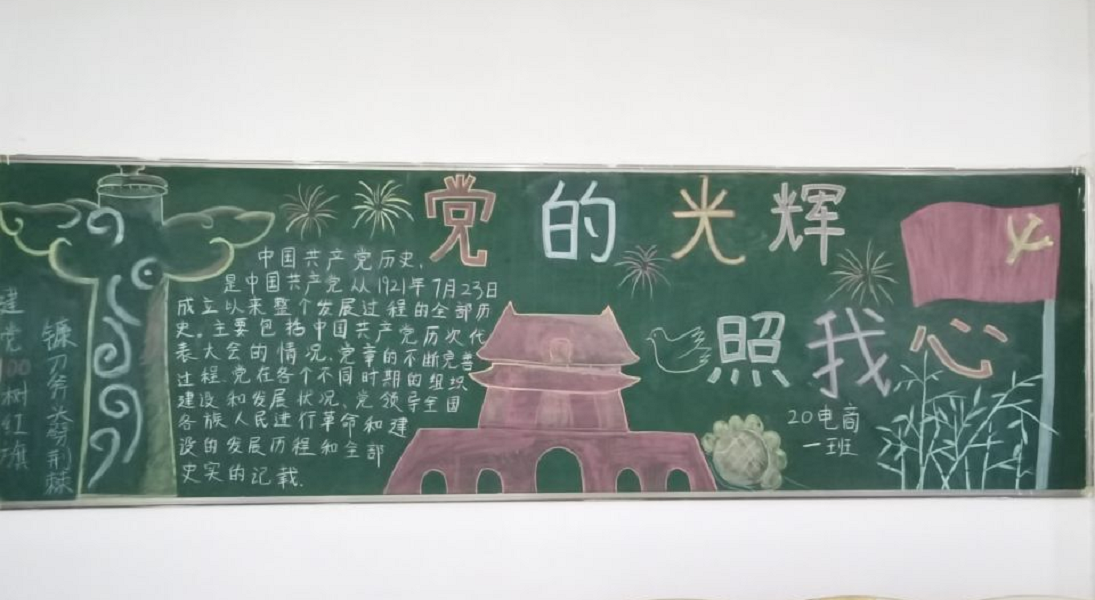 党的光辉
照我心
中国共产党历史,
是中国共产党从1921年7月23日
成立以来整个发展过程的全部历
史。主要包括中国共产党历次代
表大会的情况,党章的不断完善
过程,党在各个不同时期的组织
建设和发展状况,党领导全国
各族人民进行革命和建
设的发展历程和全部
史实的记载.
建党100树红旗
镰刀斧头劈荆棘
20电商
一班